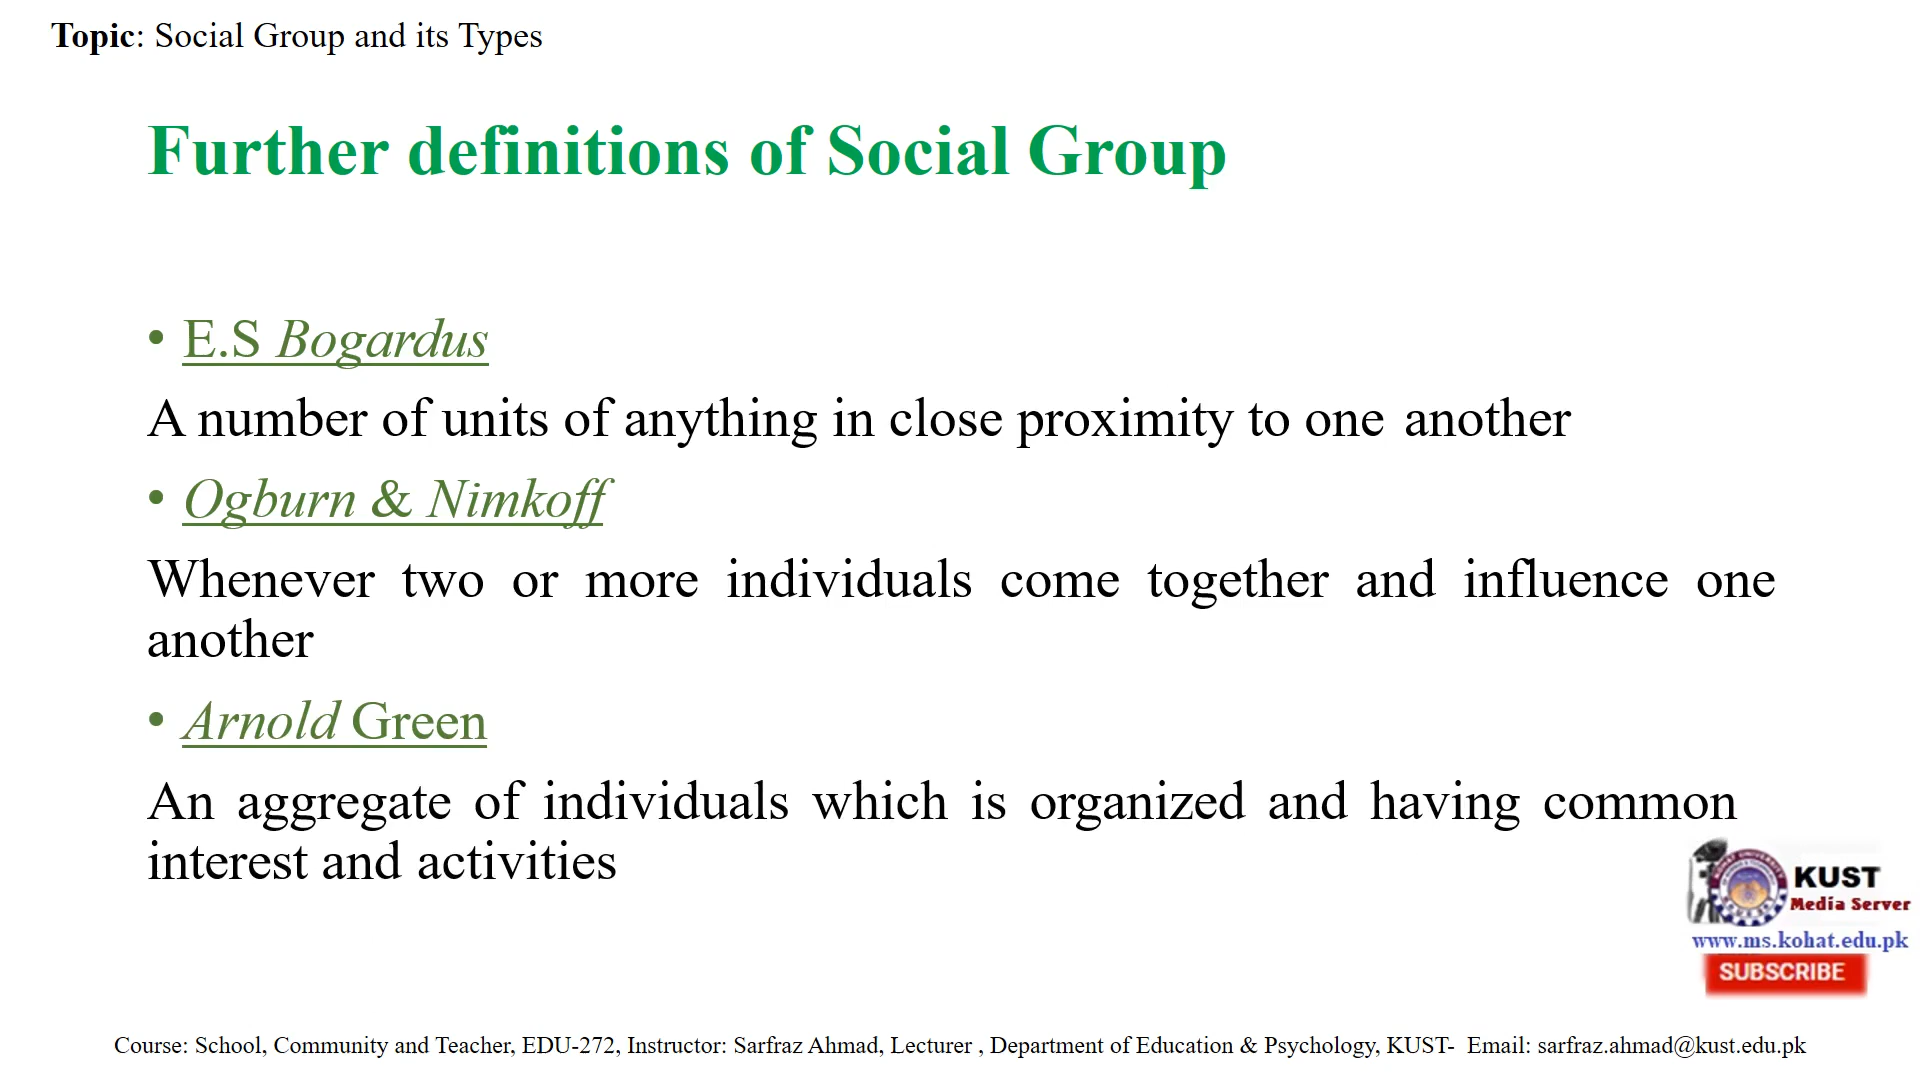 Topic: Social Group and its Types
Further definitions of Social Group
• E.S Bogardus
A number of units of anything in close proximity to one another
• Ogburn & Nimkoff
Whenever two or more individuals come together and influence one
another
• Arnold Green
An aggregate of individuals which is organized and having common
interest and activities
KUST
Media Server
www.ms.kohat.edu.pk
SUBSCRIBE
Course: School, Community and Teacher, EDU-272, Instructor: Sarfraz Ahmad, Lecturer , Department of Education & Psychology, KUST- Email: sarfraz.ahmad@kust.edu.pk